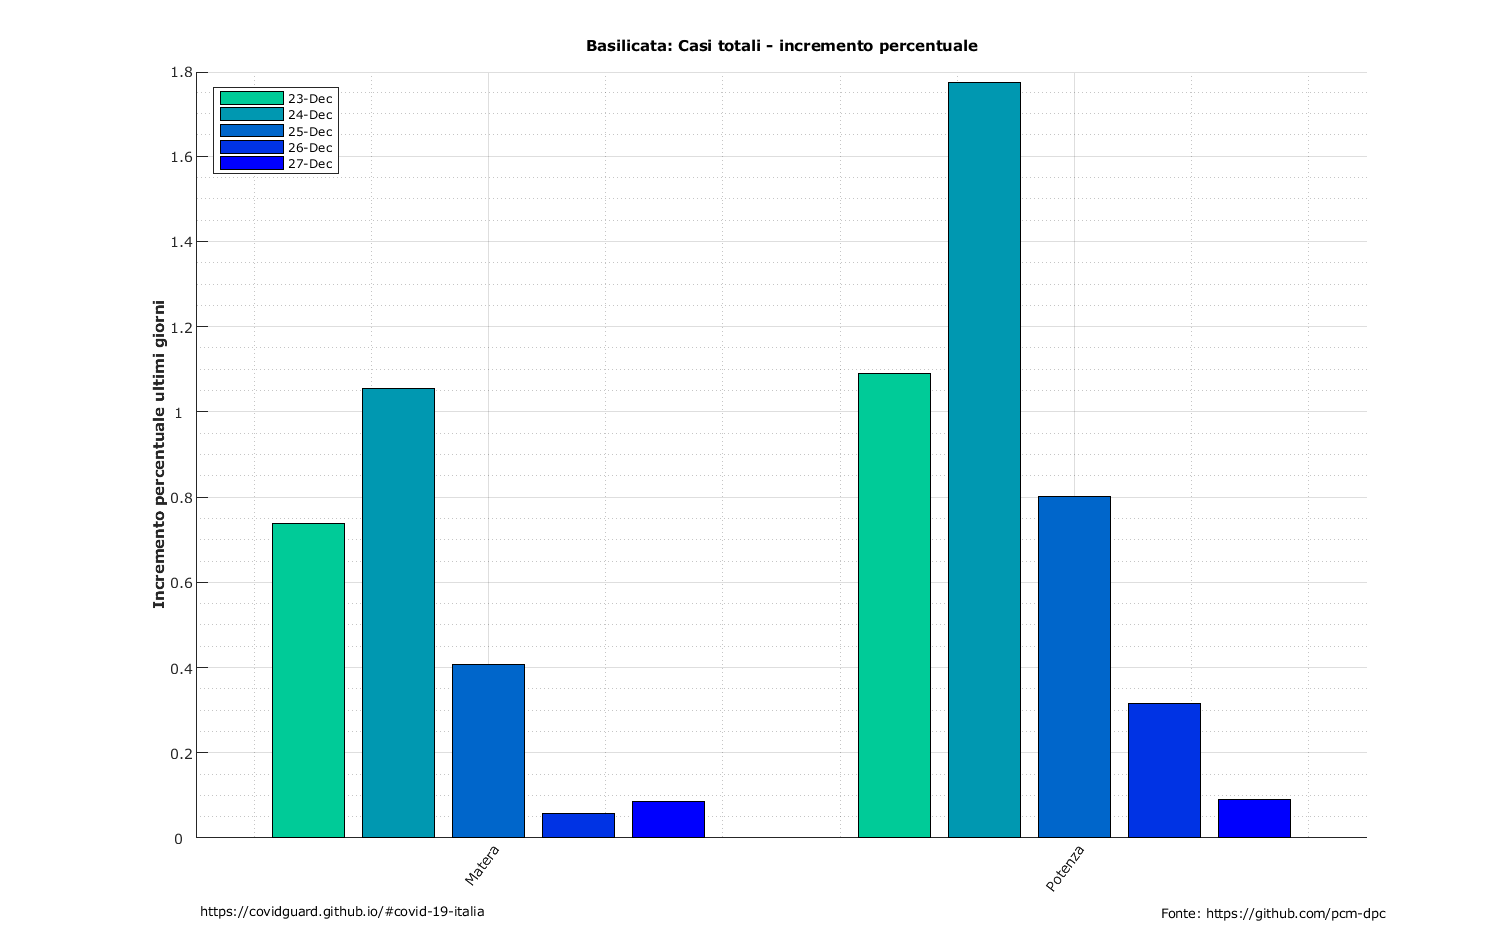 Basilicata: Casi totali - incremento percentuale
23-Dec
24-Dec
25-Dec
26-Dec
27-Dec
Incremento percentuale ultimi giorni
1.8
1.6
1.4
1.2
1
0.8
0.6
0.4
0.2
0
Matera
Potenza
https://covidguard.github.io/#covid-19-italia
Fonte: https://github.com/pcm-dpc